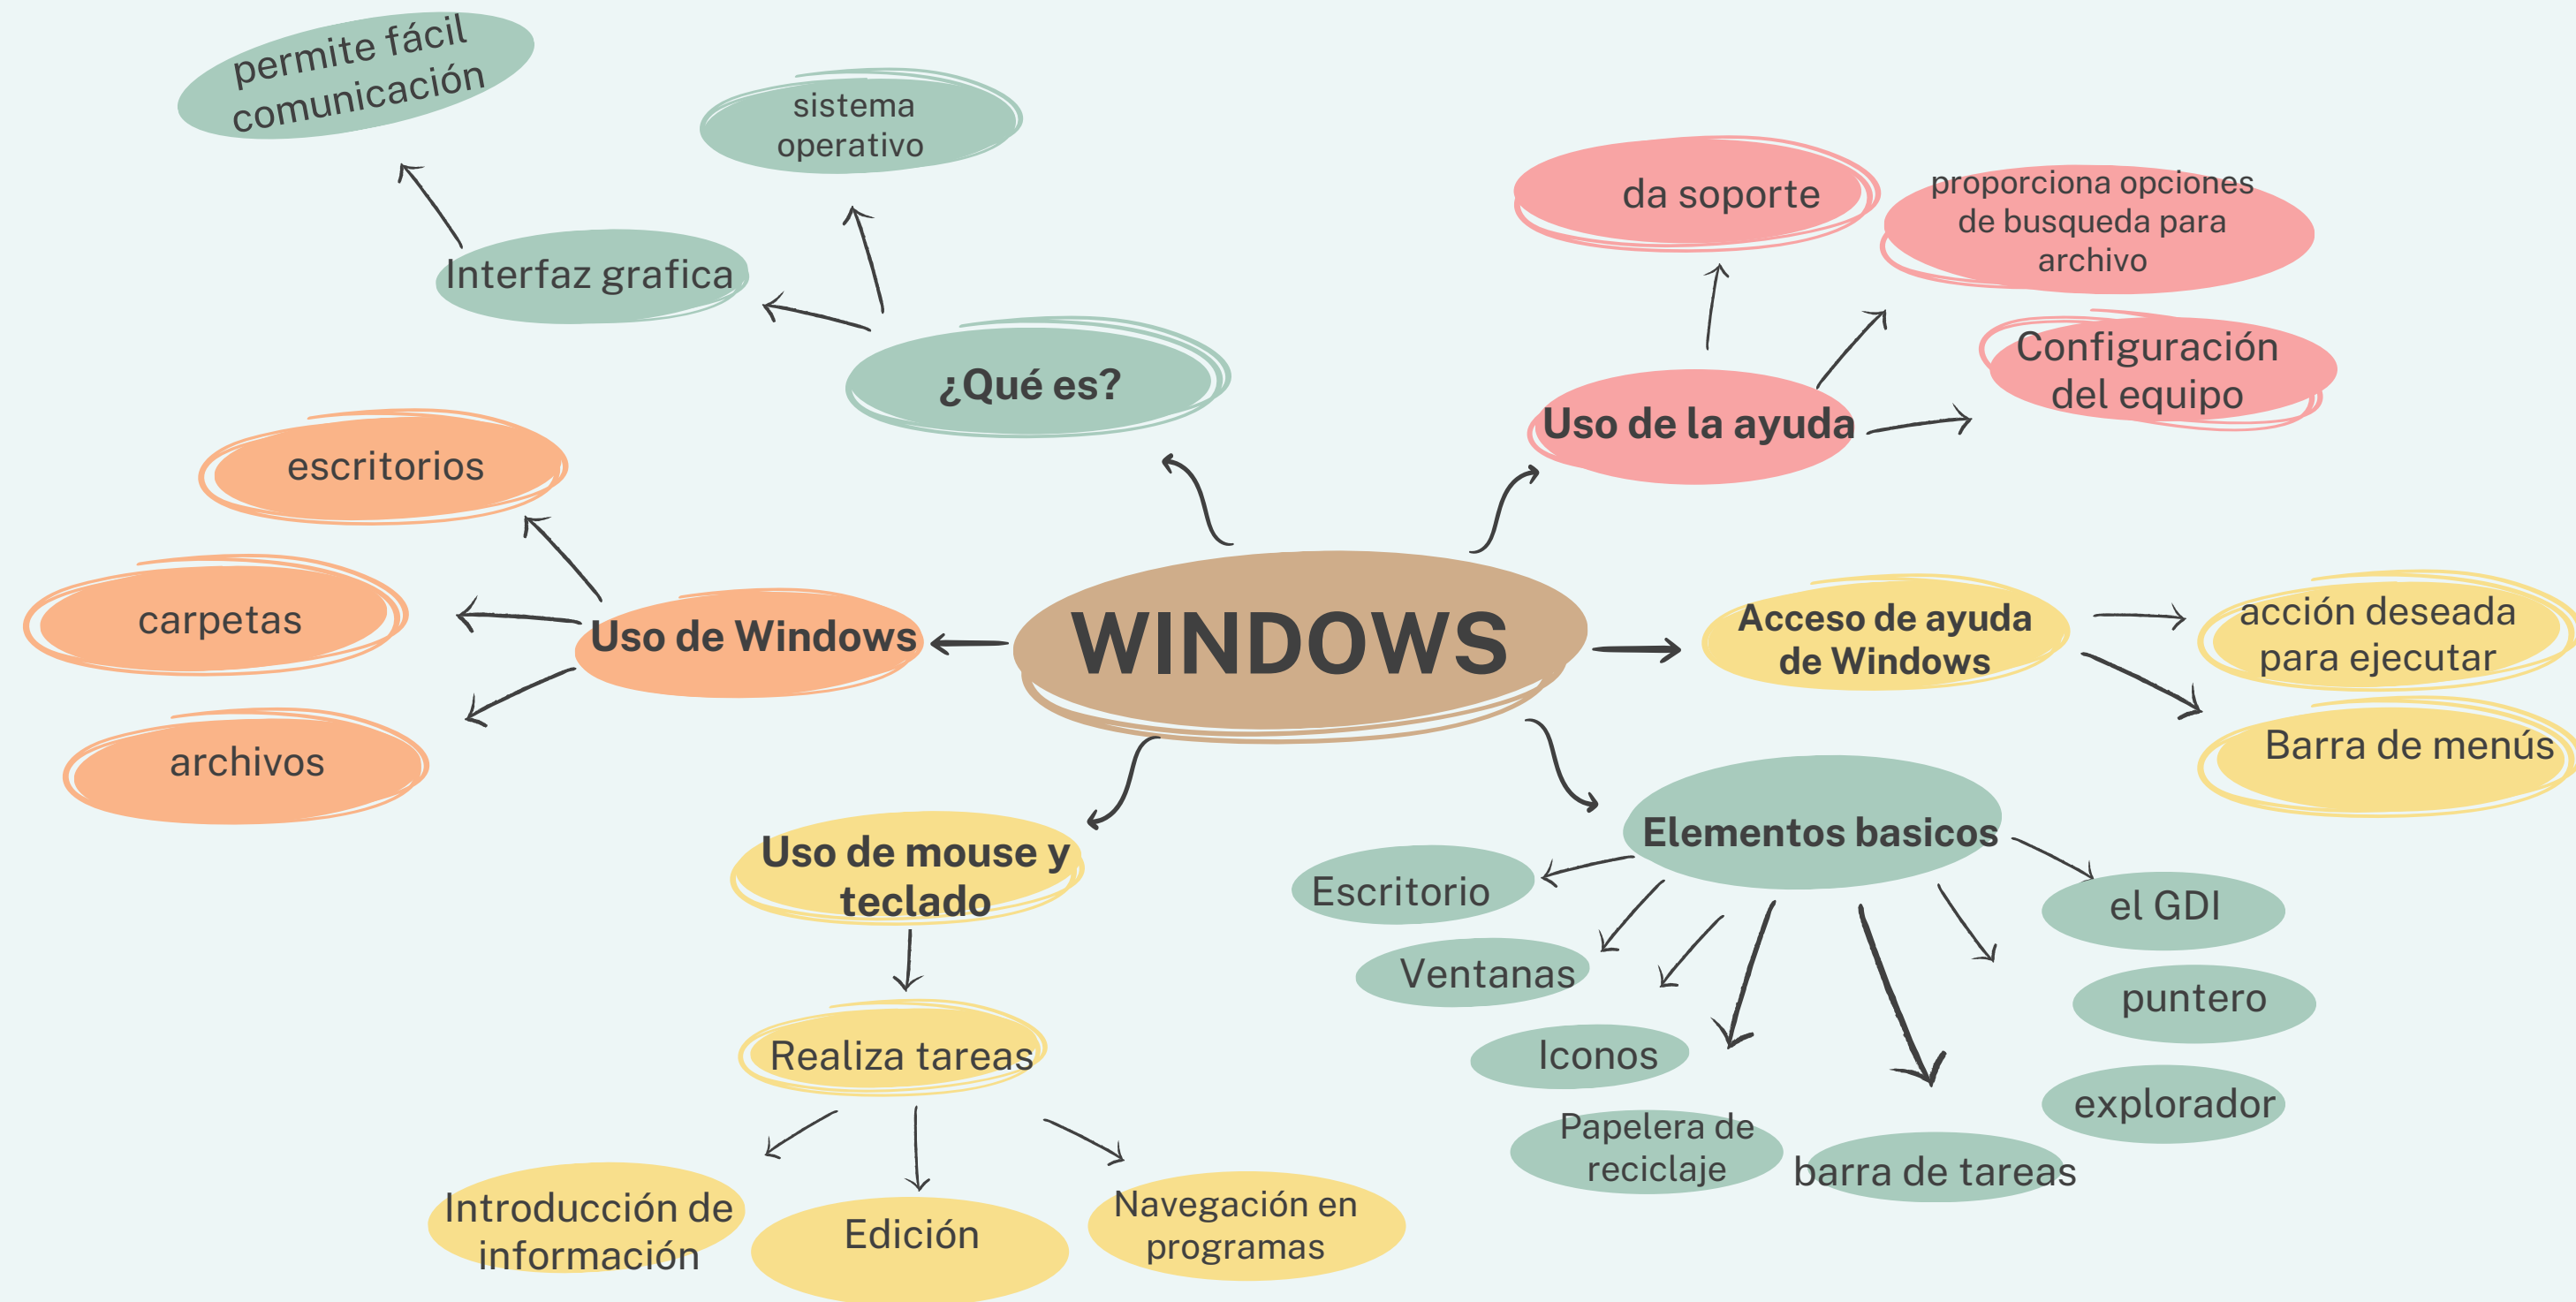 permite fácil
comunicación
sistema
operativo
Interfaz grafica
¿Qué es?
da soporte
proporciona opciones
de busqueda para
archivo
Configuración
del equipo
Uso de la ayuda
escritorios
carpetas
archivos
Uso de Windows
WINDOWS
Acceso de ayuda
de Windows
acción deseada
para ejecutar
Barra de menús
Uso de mouse y
teclado
Realiza tareas
Introducción de
información
Edición
Navegación en
programas
Elementos basicos
Escritorio
Ventanas
Iconos
Papelera de
reciclaje
barra de tareas
el GDI
puntero
explorador